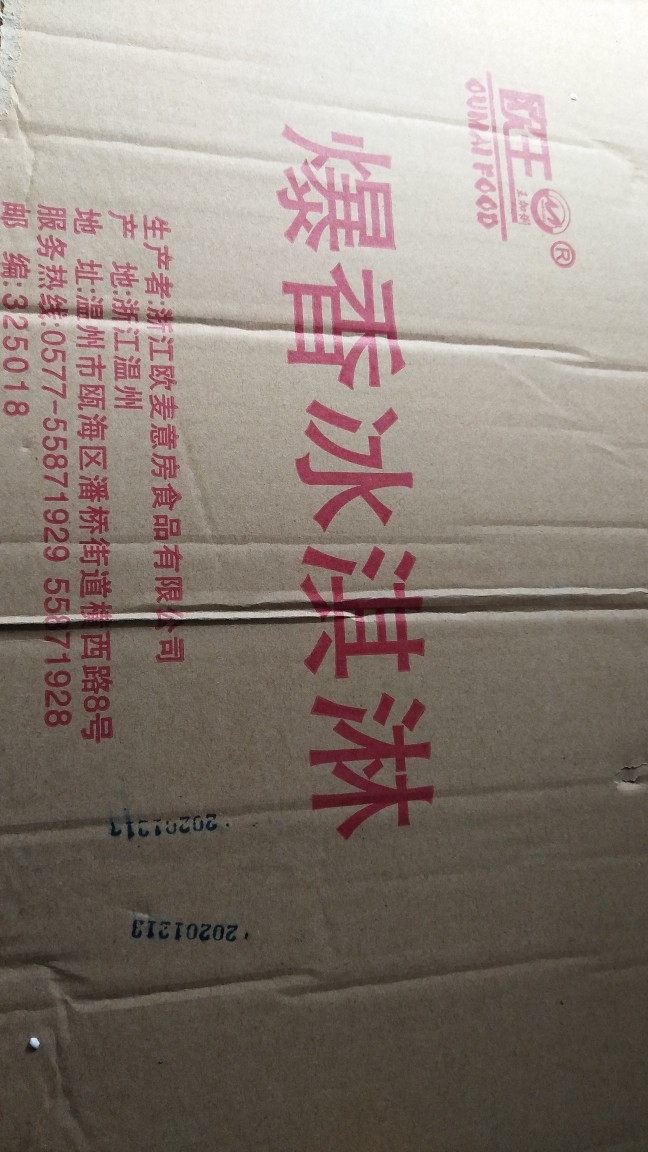 欧王
OUMAI FOOD
®
爆香冰淇淋
生产者:浙江欧麦意房食品有限公司
产 地:浙江温州
地 址:温州市瓯海区潘桥街道横西路8号
服务热线:0577-55871929 55871928
邮 编:325018
20201213
20201213